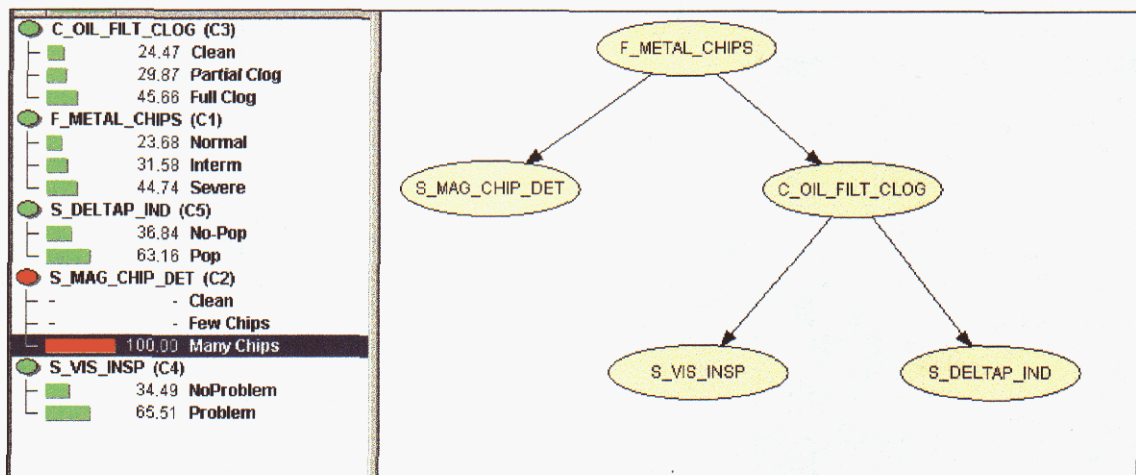 C_OIL_FILT_CLOG (C3)
24.47 Clean
29.87 Partial Clog
45.66 Full Clog
F_METAL_CHIPS (C1)
23.68 Normal
31.58 Interm
44.74 Severe
S_DELTAP_IND (C5)
36.84 No-Pop
63.16 Pop
S_MAG_CHIP_DET (C2)
- - Clean
- - Few Chips
100.00 Many Chips
S_VIS_INSP (C4)
34.49 NoProblem
65.51 Problem
F_METAL_CHIPS
S_MAG_CHIP_DET
C_OIL_FILT_CLOG
S_VIS_INSP
S_DELTAP_IND